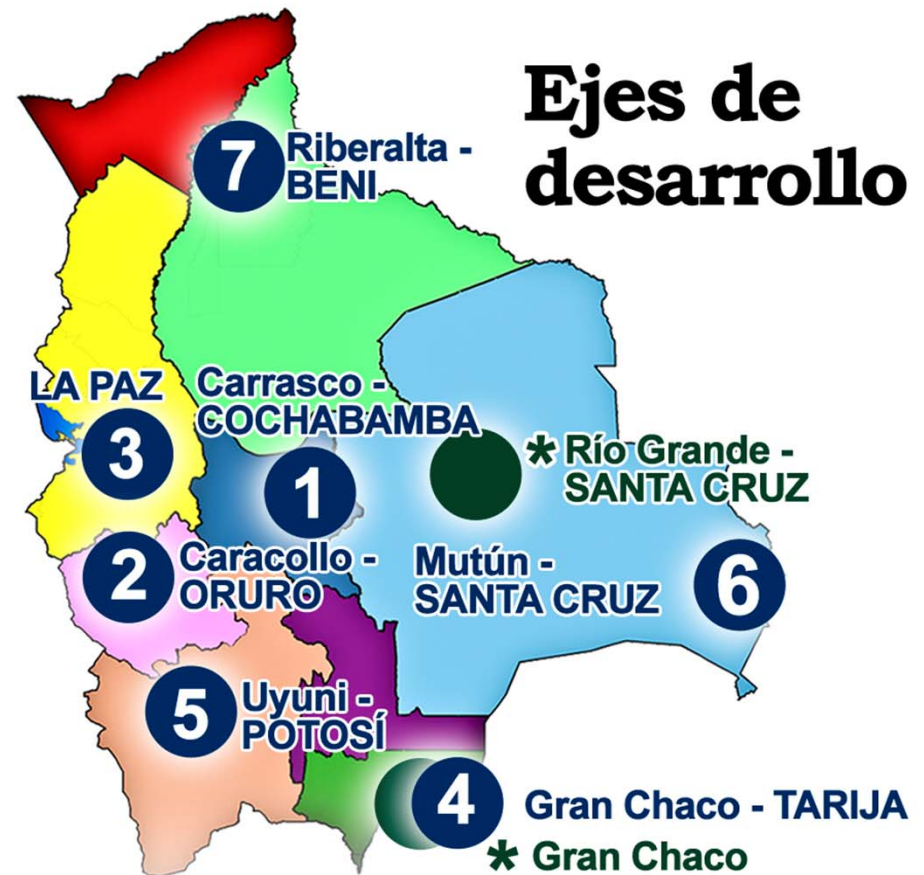 Ejes de
desarrollo
7
Riberalta -
BENI
LA PAZ
3
Carrasco -
COCHABAMBA
1
* Río Grande -
SANTA CRUZ
2
Caracollo -
ORURO
Mutún -
SANTA CRUZ
6
5
Uyuni -
POTOSÍ
4
Gran Chaco - TARIJA
* Gran Chaco